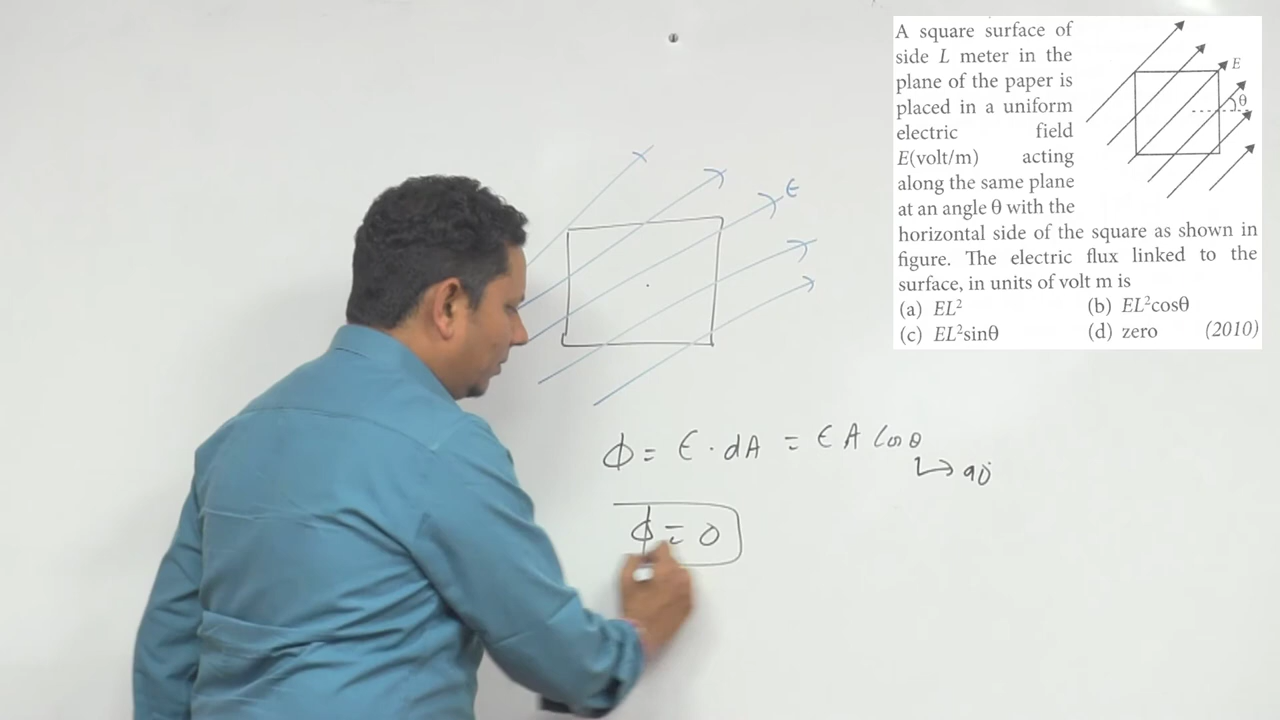 A square surface of
side L meter in the
plane of the paper is
placed in a uniform
electric field
E(volt/m) acting
along the same plane
at an angle θ with the
horizontal side of the square as shown in
figure. The electric flux linked to the
surface, in units of volt m is
(a) EL² (b) EL²cosθ
(c) EL²sinθ (d) zero (2010)
E
θ
E
ϕ = E · dA = E A Cos θ
↳ 90°
ϕ = 0